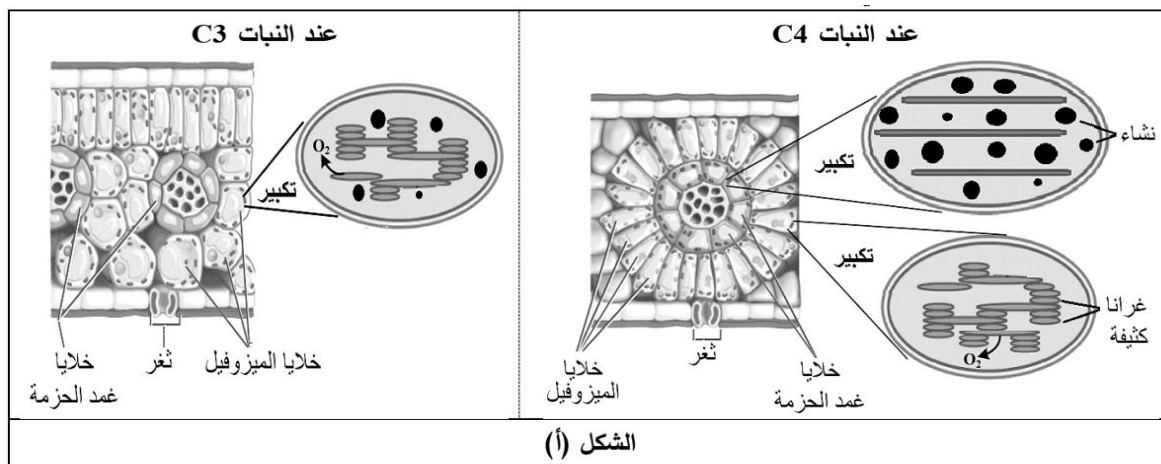 عند النبات C4
عند النبات C3
نشاء
تكبير
O2
تكبير
تكبير
غرانا
كثيفة
O2
خلايا
الميزوفيل
ثغر
خلايا
غمد الحزمة
خلايا الميزوفيل
ثغر
خلايا
غمد الحزمة
الشكل (أ)